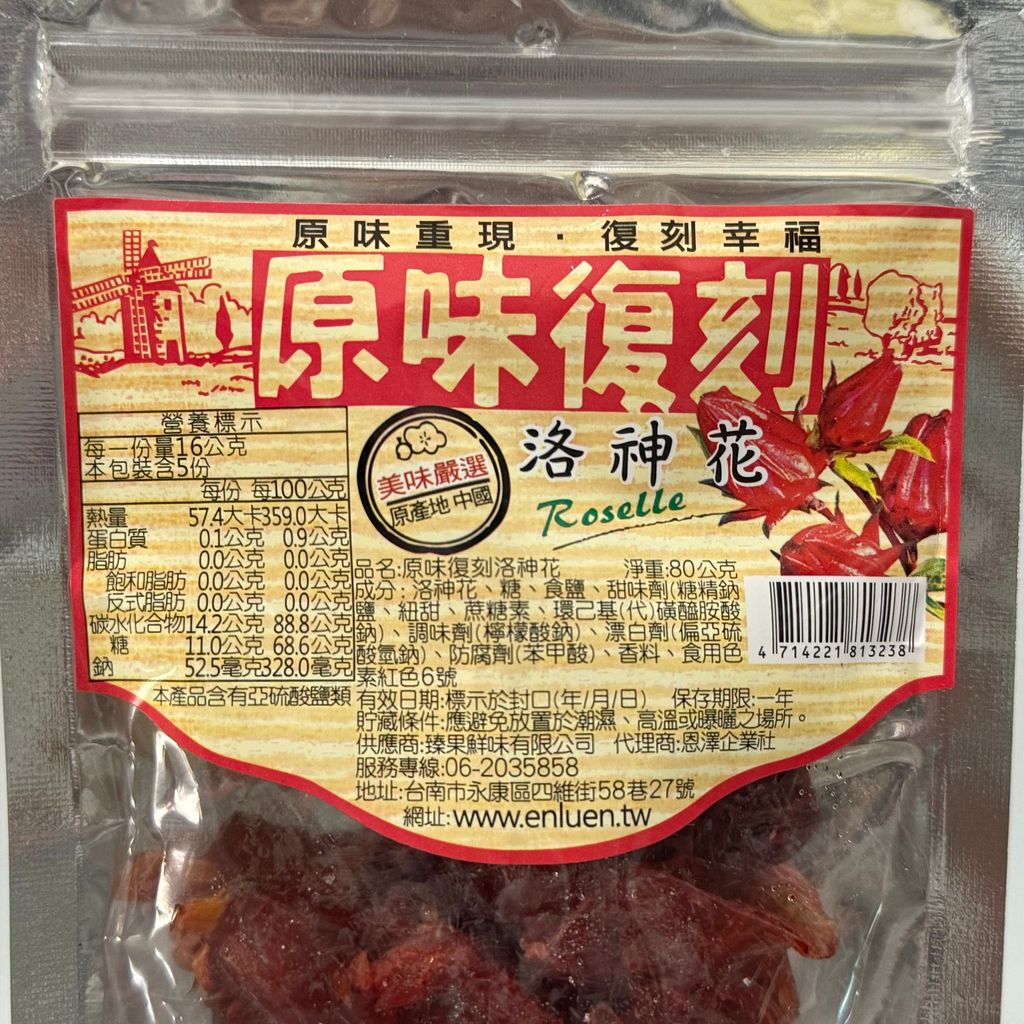 原味重現．復刻幸福
原味復刻
洛神花
Roselle
美味嚴選
原產地 中國
營養標示
每一份量16公克
本包裝含5份
每份 每100公克
熱量 57.4大卡 359.0大卡
蛋白質 0.1公克 0.9公克
脂肪 0.0公克 0.0公克
飽和脂肪 0.0公克 0.0公克
反式脂肪 0.0公克 0.0公克
碳水化合物 14.2公克 88.8公克
糖 11.0公克 68.6公克
鈉 52.5毫克 328.0毫克
本產品含有亞硫酸鹽類
品名:原味復刻洛神花 淨重:80公克
成分：洛神花、糖、食鹽、甜味劑(糖精鈉
鹽、紐甜、蔗糖素、環己基(代)磺醯胺酸
鈉)、調味劑(檸檬酸鈉)、漂白劑(偏亞硫
酸氫鈉)、防腐劑(苯甲酸)、香料、食用色
素紅色6號
有效日期:標示於封口(年/月/日) 保存期限:一年
貯藏條件:應避免放置於潮濕、高溫或曝曬之場所。
供應商:臻果鮮味有限公司 代理商:恩澤企業社
服務專線:06-2035858
地址:台南市永康區四維街58巷27號
網址:www.enluen.tw
4 714221 813238